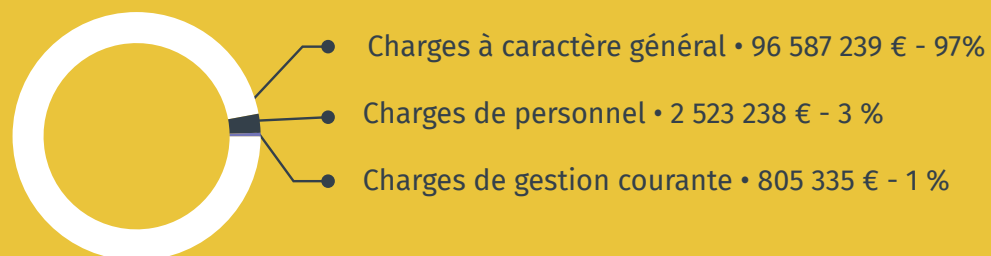 Charges à caractère général • 96 587 239 € - 97%
Charges de personnel • 2 523 238 € - 3 %
Charges de gestion courante • 805 335 € - 1 %